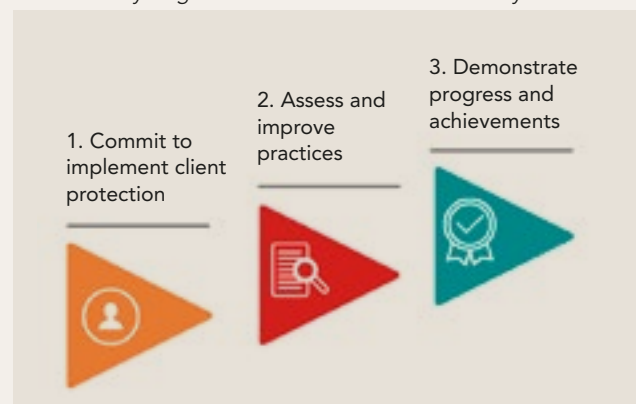 1. Commit to
implement client
protection
2. Assess and
improve
practices
3. Demonstrate
progress and
achievements